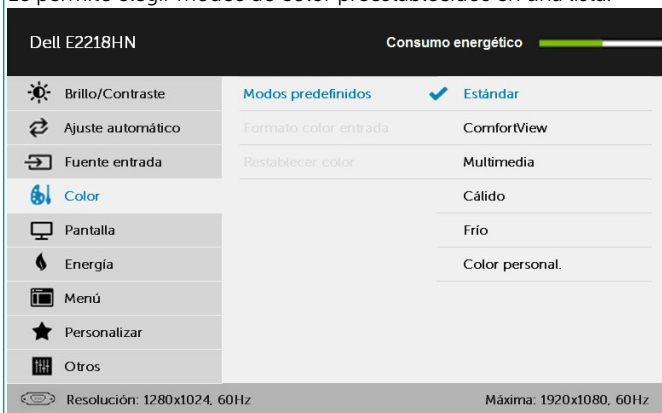 Le permite elegir modos de color preestablecidos en una lista.
Dell E2218HN
Consumo energético
Brillo/Contraste
Modos predefinidos
Estándar
Ajuste automático
Formato color entrada
ComfortView
Fuente entrada
Restablecer color
Multimedia
Color
Cálido
Pantalla
Frío
Energía
Color personal.
Menú
Personalizar
Otros
Resolución: 1280x1024, 60Hz
Máxima: 1920x1080, 60Hz